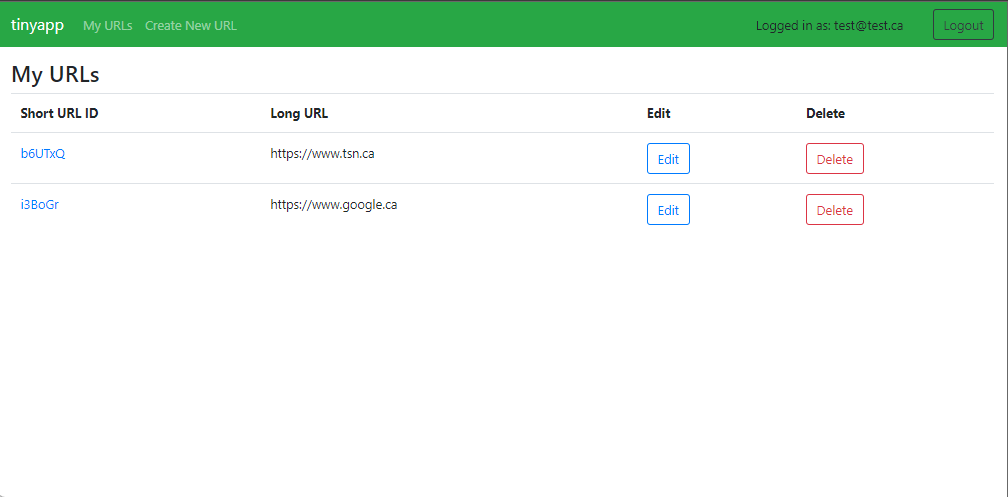 tinyapp My URLs Create New URL Logged in as: test@test.ca Logout
My URLs
Short URL ID Long URL Edit Delete
b6UTxQ https://www.tsn.ca Edit Delete
i3BoGr https://www.google.ca Edit Delete